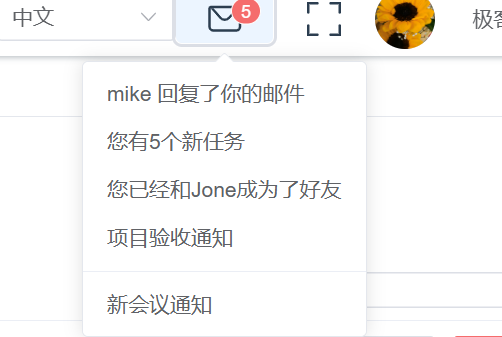 中文
5
极客
mike 回复了你的邮件
您有5个新任务
您已经和Jone成为了好友
项目验收通知
新会议通知